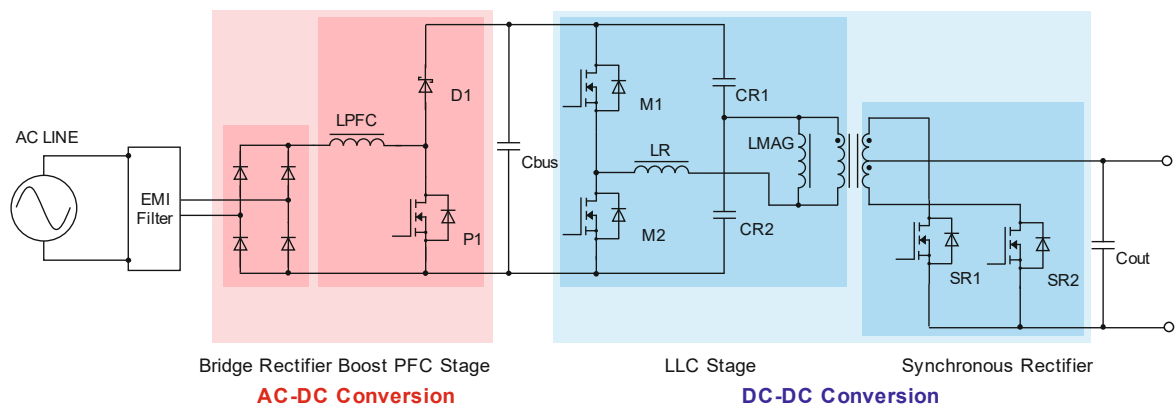 AC LINE
EMI
Filter
LPFC
D1
P1
Cbus
M1
M2
LR
CR1
CR2
LMAG
SR1
SR2
Cout
Bridge Rectifier Boost PFC Stage
LLC Stage
Synchronous Rectifier
AC-DC Conversion
DC-DC Conversion